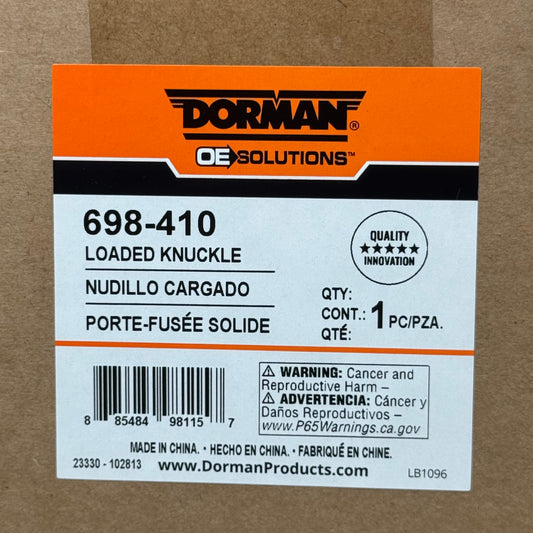 DORMAN®
OE SOLUTIONS™
698-410
LOADED KNUCKLE
NUDILLO CARGADO
PORTE-FUSÉE SOLIDE
QUALITY
★★★★★
INNOVATION
QTY:
CONT.: 1 PC/PZA.
QTÉ:
8 85484 98115 7
⚠ WARNING: Cancer and
Reproductive Harm –
⚠ ADVERTENCIA: Cáncer y
Daños Reproductivos –
www.P65Warnings.ca.gov
MADE IN CHINA. • HECHO EN CHINA. • FABRIQUÉ EN CHINE.
23330 - 102813
www.DormanProducts.com
LB1096